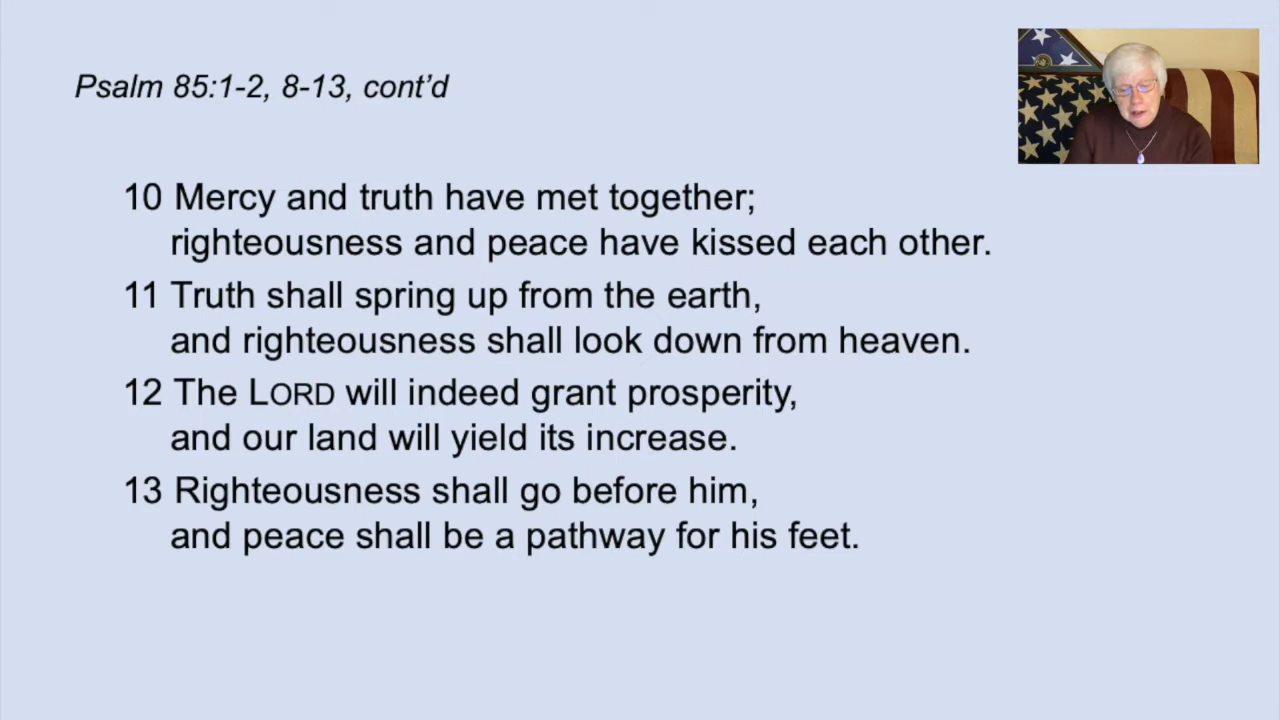 Psalm 85:1-2, 8-13, cont’d
10 Mercy and truth have met together;
righteousness and peace have kissed each other.
11 Truth shall spring up from the earth,
and righteousness shall look down from heaven.
12 The LORD will indeed grant prosperity,
and our land will yield its increase.
13 Righteousness shall go before him,
and peace shall be a pathway for his feet.